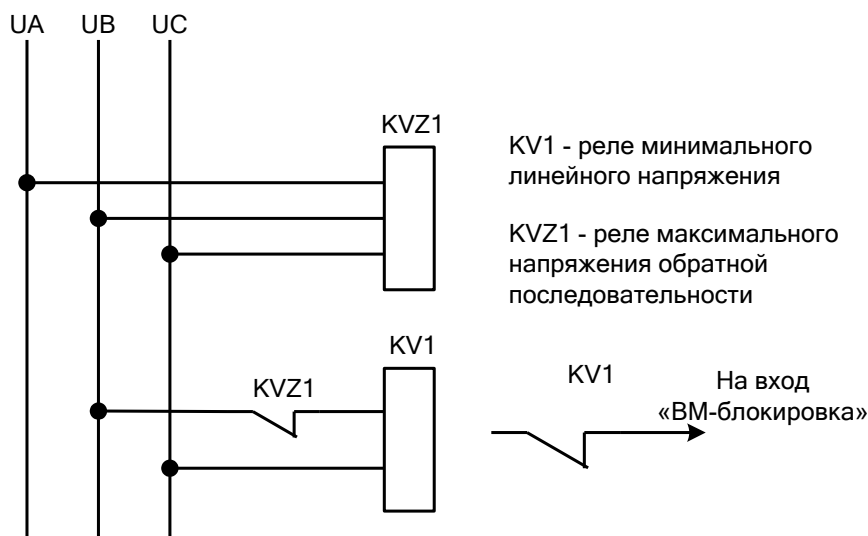 UA UB UC
KVZ1
KV1 - реле минимального
линейного напряжения
KVZ1 - реле максимального
напряжения обратной
последовательности
KV1
KVZ1
KV1
На вход
«ВМ-блокировка»